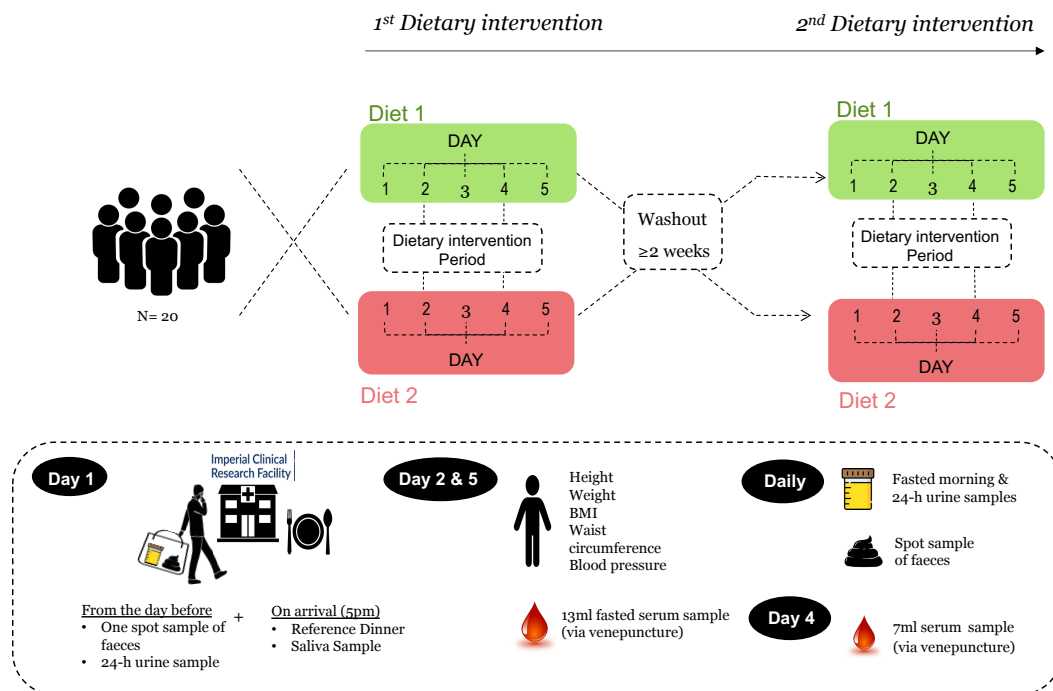 1st Dietary intervention
2nd Dietary intervention
Diet 1
DAY
1 2 3 4 5
Dietary intervention
Period
1 2 3 4 5
DAY
Diet 2
N= 20
Washout
≥2 weeks
Diet 1
DAY
1 2 3 4 5
Dietary intervention
Period
1 2 3 4 5
DAY
Diet 2
Day 1
Imperial Clinical
Research Facility
From the day before
• One spot sample of
faeces
• 24-h urine sample
+
On arrival (5pm)
• Reference Dinner
• Saliva Sample
Day 2 & 5
Height
Weight
BMI
Waist
circumference
Blood pressure
13ml fasted serum sample
(via venepuncture)
Daily
Fasted morning &
24-h urine samples
Spot sample
of faeces
Day 4
7ml serum sample
(via venepuncture)